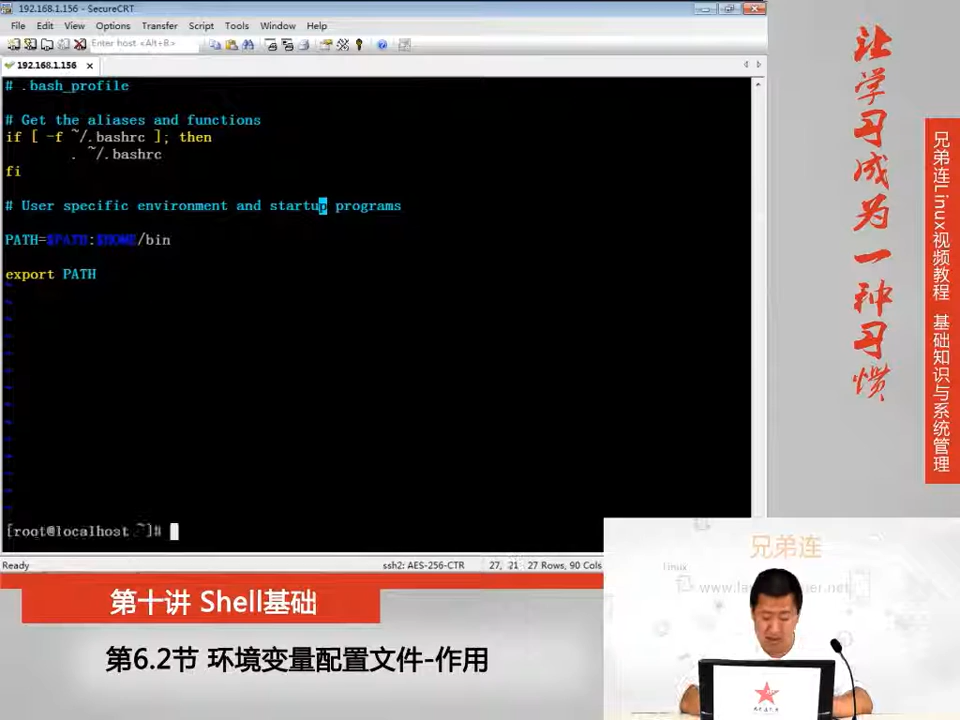 192.168.1.156 - SecureCRT
File Edit View Options Transfer Script Tools Window Help
Enter host <Alt+R>
192.168.1.156
# .bash_profile
# Get the aliases and functions
if [ -f ~/.bashrc ]; then
. ~/.bashrc
fi
# User specific environment and startup programs
PATH=$PATH:$HOME/bin
export PATH
~
~
~
~
~
~
~
~
~
~
~
~
~
~
[root@localhost ~]#
Ready ssh2: AES-256-CTR 27, 21 27 Rows, 90 Cols
让学习成为一种习惯
兄弟连Linux视频教程 基础知识与系统管理
兄弟连
Linux
第十讲 Shell基础
第6.2节 环境变量配置文件-作用